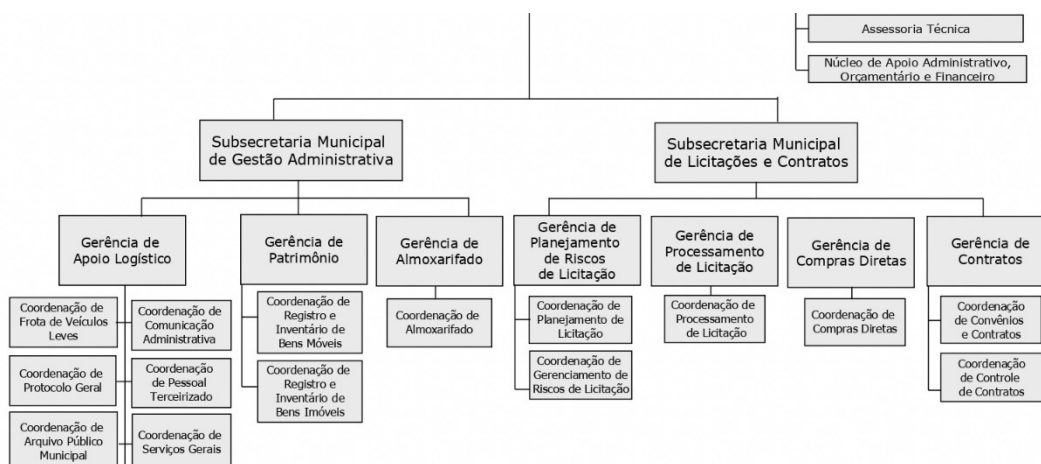 Assessoria Técnica
Núcleo de Apoio Administrativo,
Orçamentário e Financeiro
Subsecretaria Municipal
de Gestão Administrativa
Subsecretaria Municipal
de Licitações e Contratos
Gerência de
Apoio Logístico
Gerência de
Patrimônio
Gerência de
Almoxarifado
Gerência de
Planejamento
de Riscos
de Licitação
Gerência de
Processamento
de Licitação
Gerência de
Compras Diretas
Gerência de
Contratos
Coordenação de
Frota de Veículos
Leves
Coordenação de
Comunicação
Administrativa
Coordenação de
Registro e
Inventário de
Bens Móveis
Coordenação
de Almoxarifado
Coordenação de
Planejamento de
Licitação
Coordenação de
Processamento
de Licitação
Coordenação
de Compras Diretas
Coordenação
de Convênios e
Contratos
Coordenação de
Protocolo Geral
Coordenação
de Pessoal
Terceirizado
Coordenação de
Registro e
Inventário de
Bens Imóveis
Coordenação de
Gerenciamento de
Riscos de Licitação
Coordenação
de Controle
de Contratos
Coordenação de
Arquivo Público
Municipal
Coordenação de
Serviços Gerais